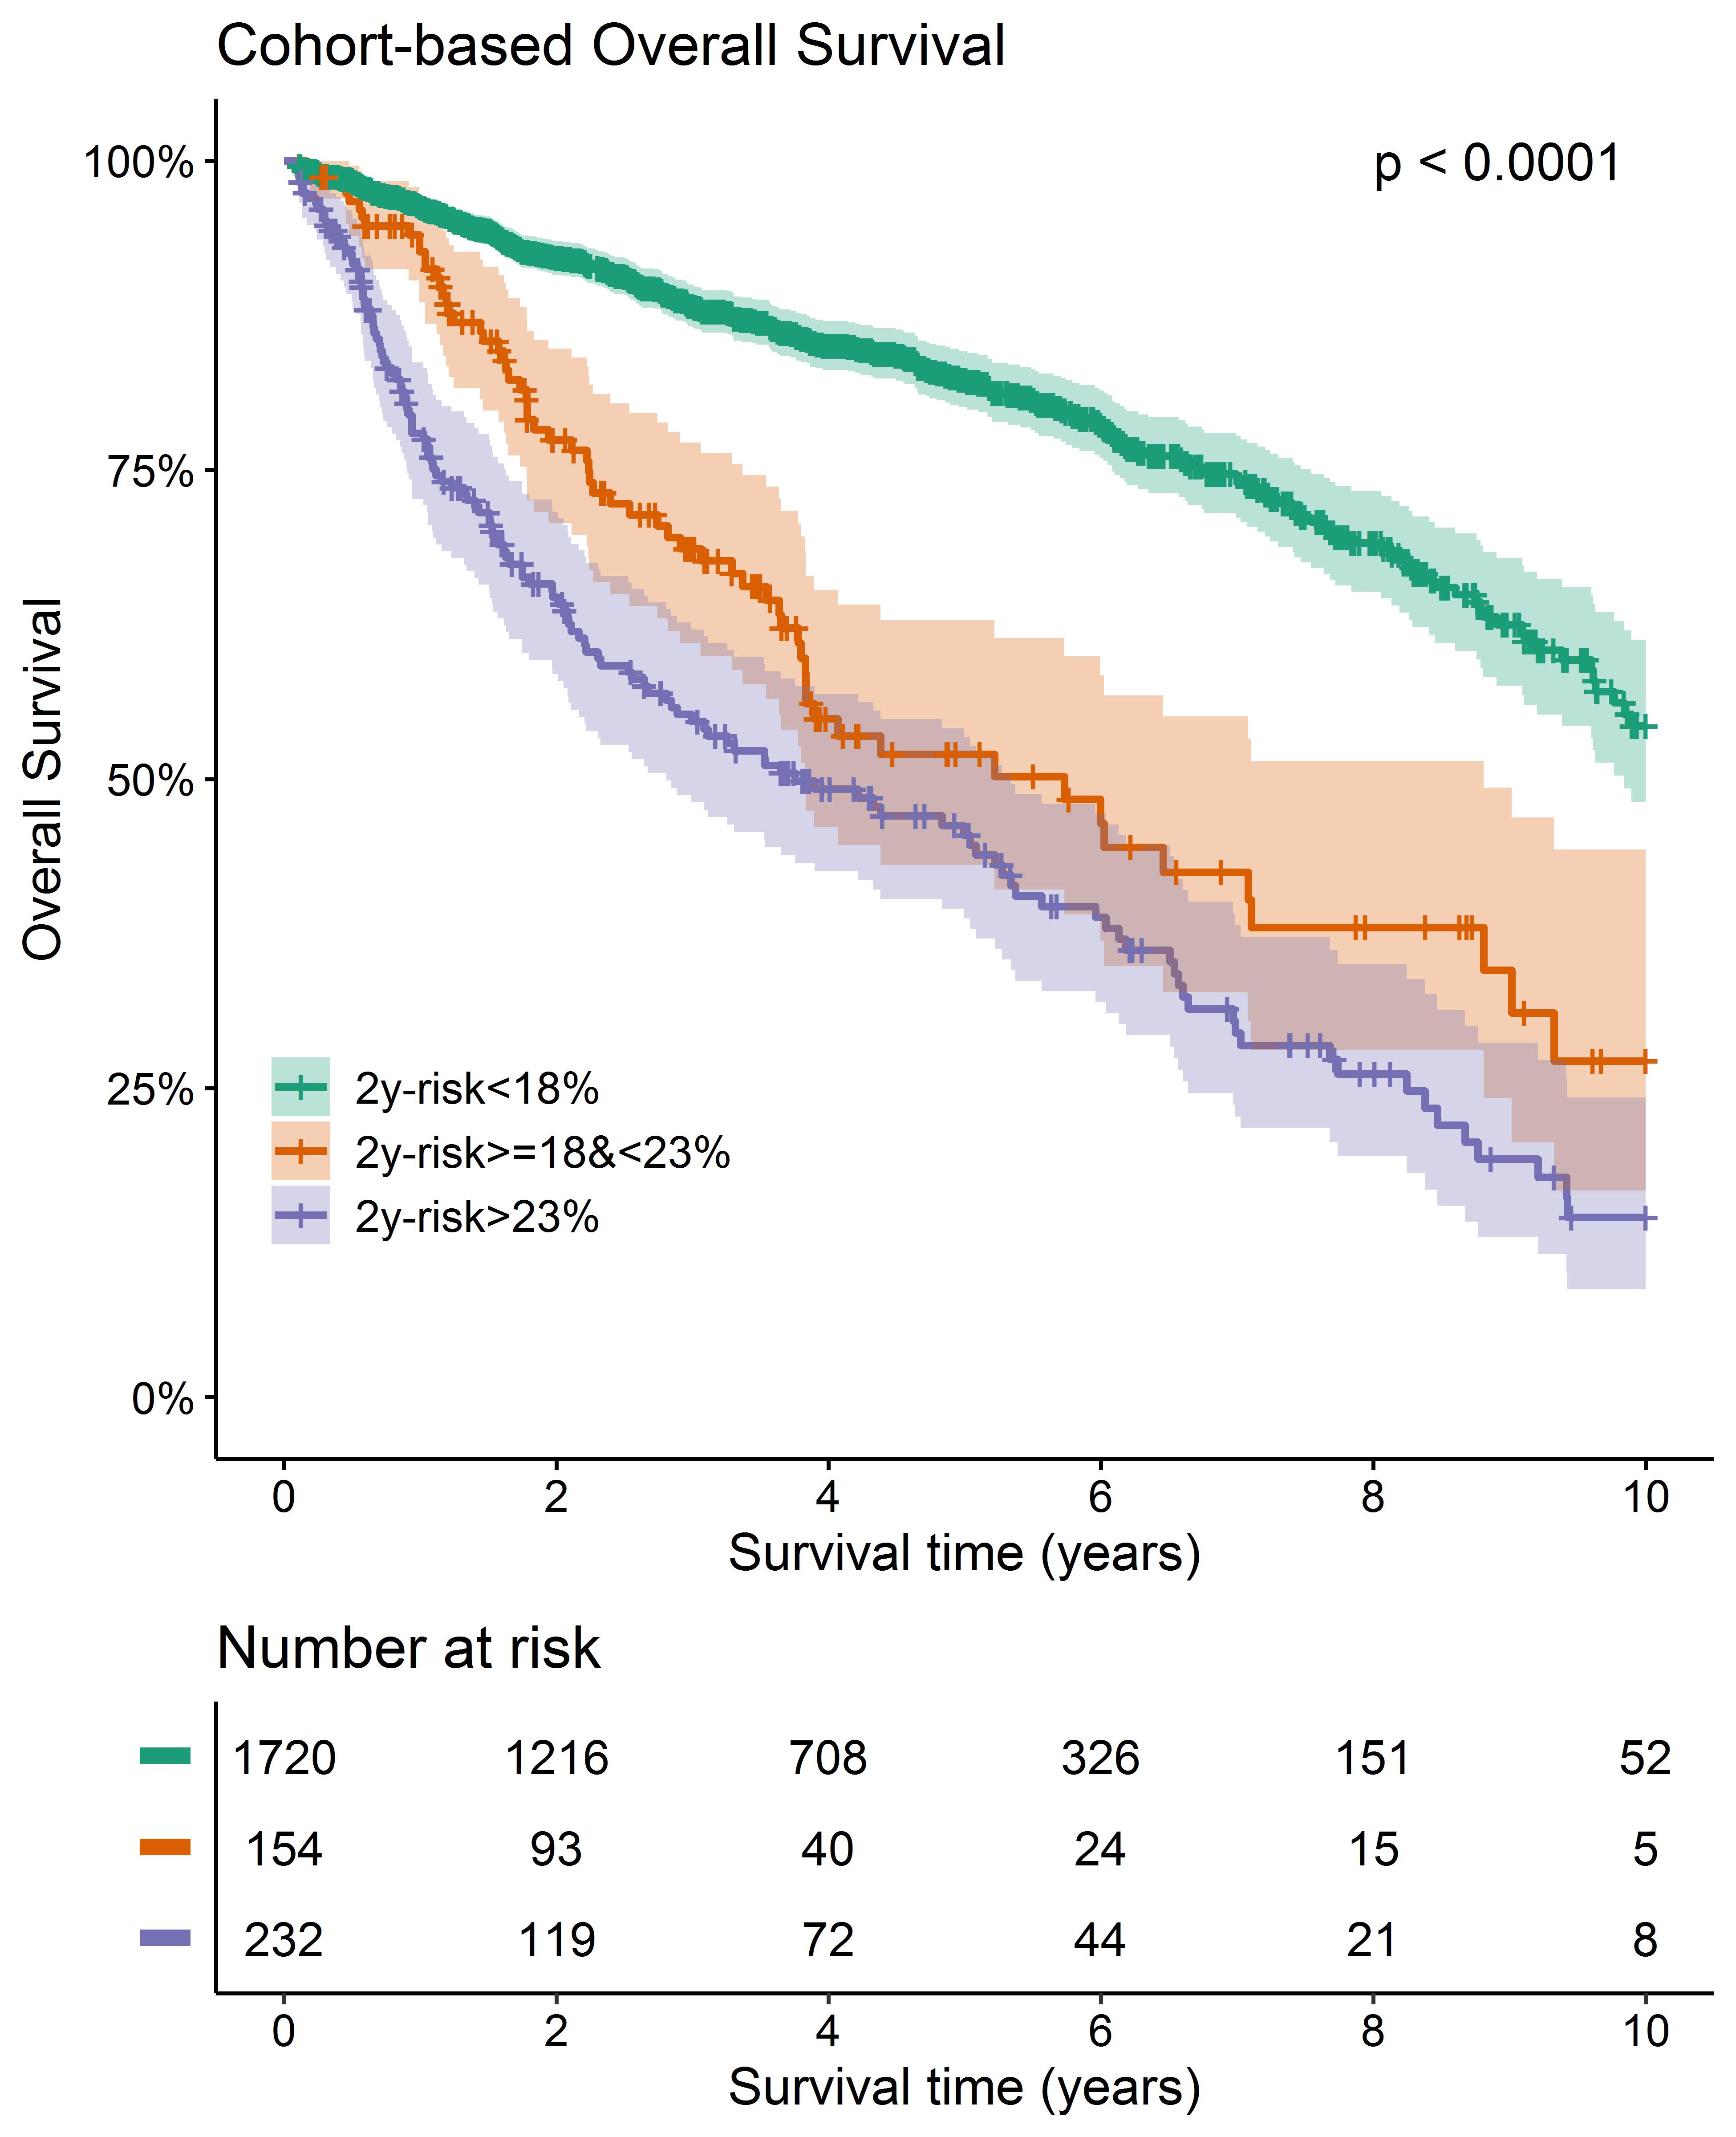 Cohort-based Overall Survival
p < 0.0001
100%
75%
50%
25%
0%
Overall Survival
2y-risk<18%
2y-risk>=18&<23%
2y-risk>23%
0 2 4 6 8 10
Survival time (years)
Number at risk
1720 1216 708 326 151 52
154 93 40 24 15 5
232 119 72 44 21 8
0 2 4 6 8 10
Survival time (years)